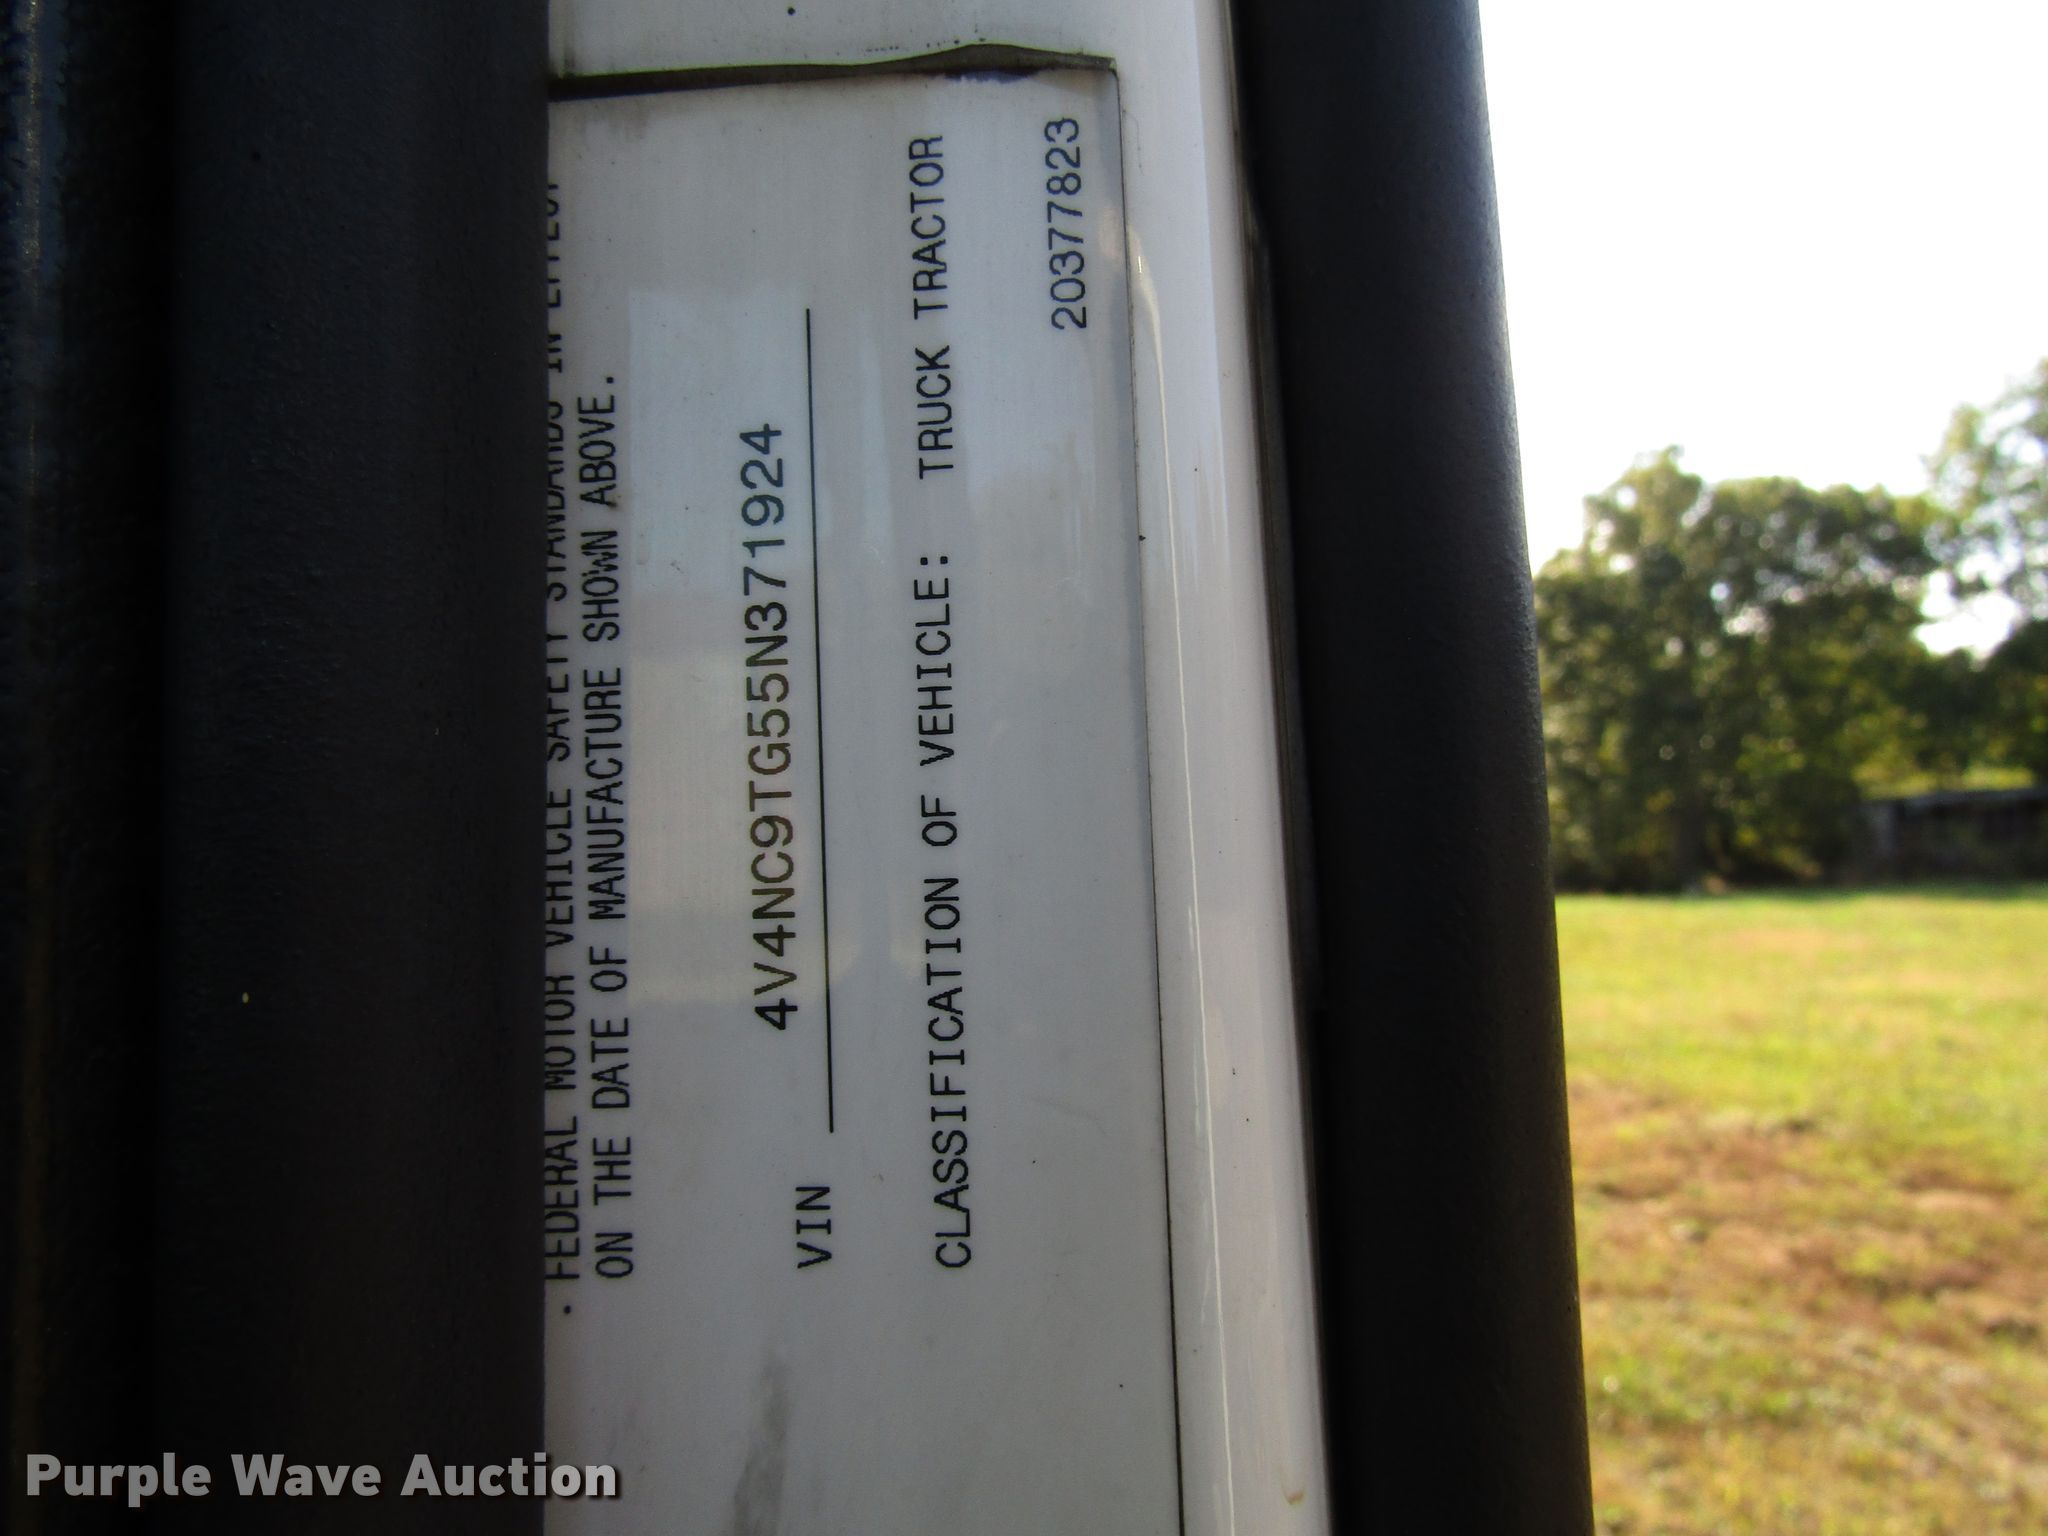 FEDERAL MOTOR VEHICLE SAFETY STANDARDS IN EFFECT
ON THE DATE OF MANUFACTURE SHOWN ABOVE.
VIN 4V4NC9TG55N371924
CLASSIFICATION OF VEHICLE: TRUCK TRACTOR
20377823
Purple Wave Auction